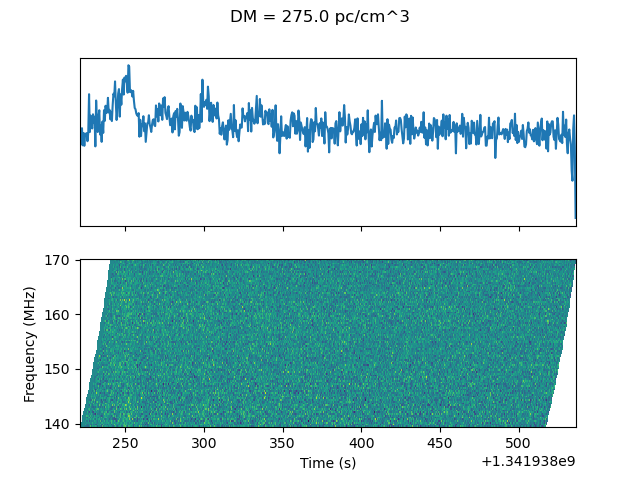 DM = 275.0 pc/cm^3
170
160
150
140
Frequency (MHz)
250 300 350 400 450 500
Time (s)
+1.341938e9